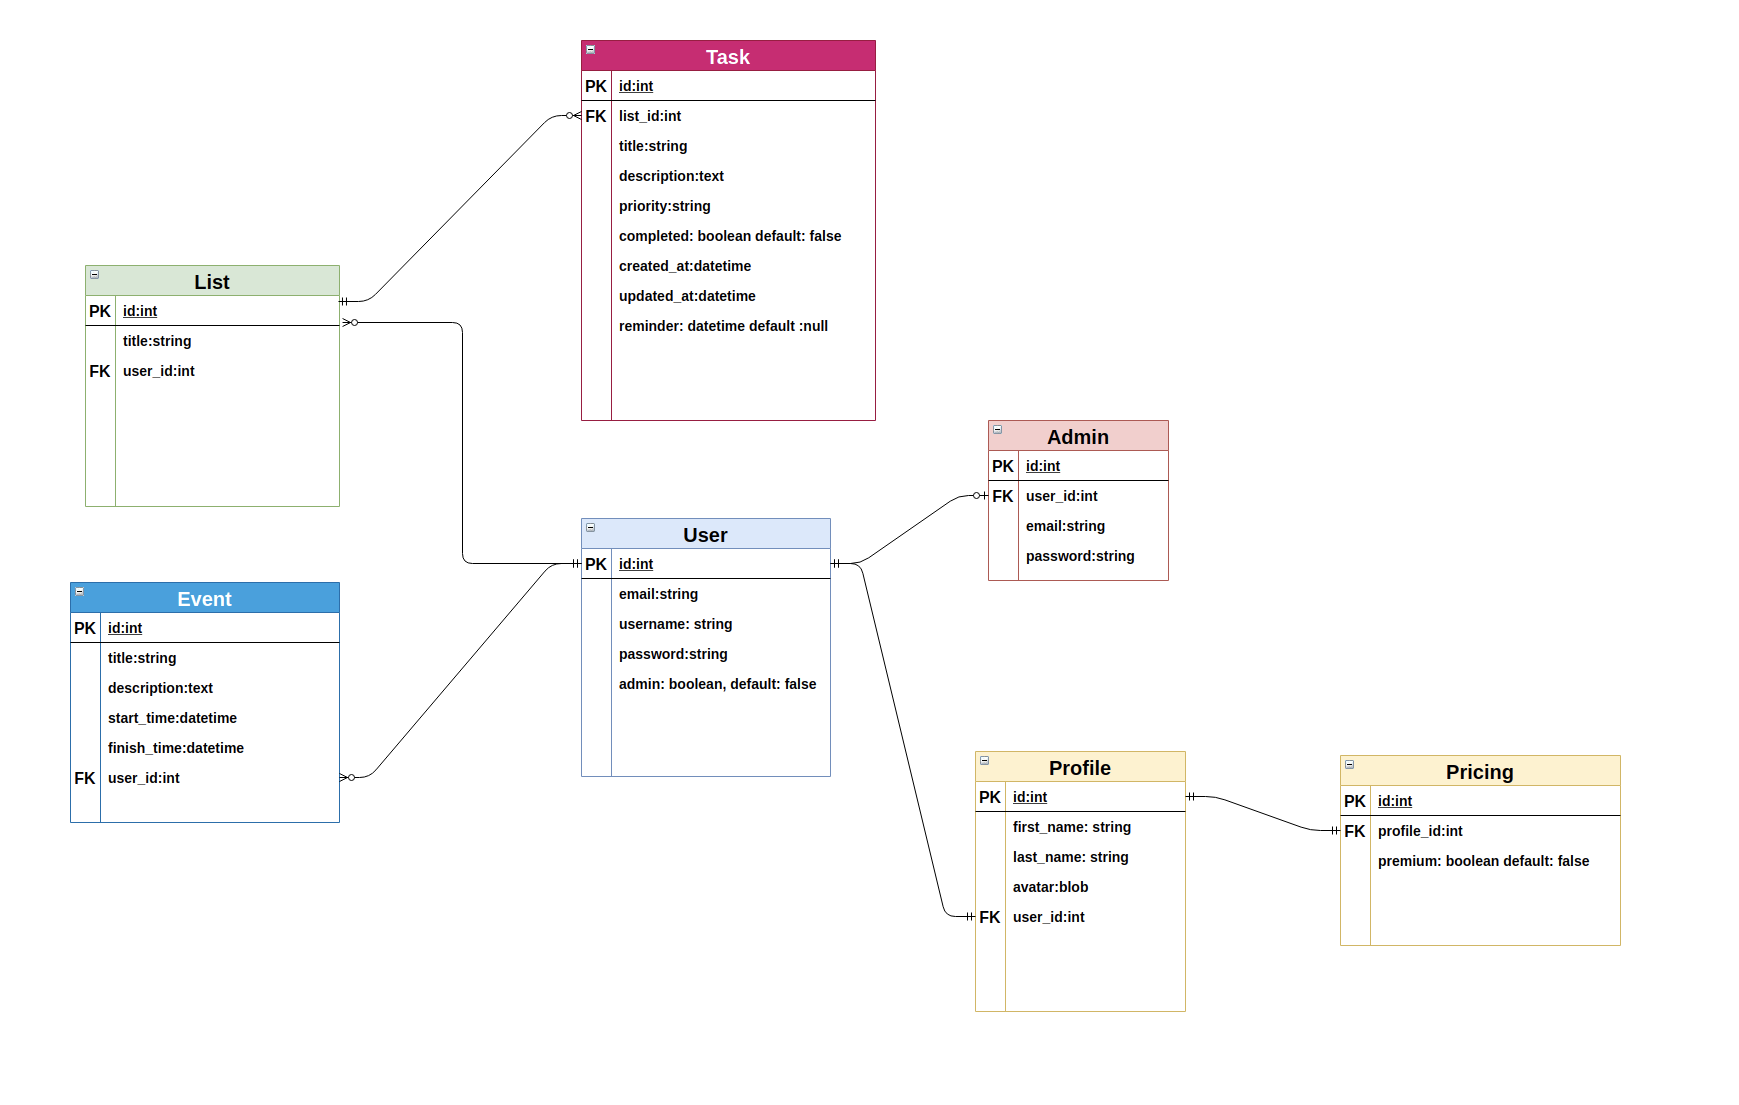 Task
PK id:int
FK list_id:int
title:string
description:text
priority:string
completed: boolean default: false
created_at:datetime
updated_at:datetime
reminder: datetime default :null
List
PK id:int
title:string
FK user_id:int
Admin
PK id:int
FK user_id:int
email:string
password:string
User
PK id:int
email:string
username: string
password:string
admin: boolean, default: false
Event
PK id:int
title:string
description:text
start_time:datetime
finish_time:datetime
FK user_id:int
Profile
PK id:int
first_name: string
last_name: string
avatar:blob
FK user_id:int
Pricing
PK id:int
FK profile_id:int
premium: boolean default: false